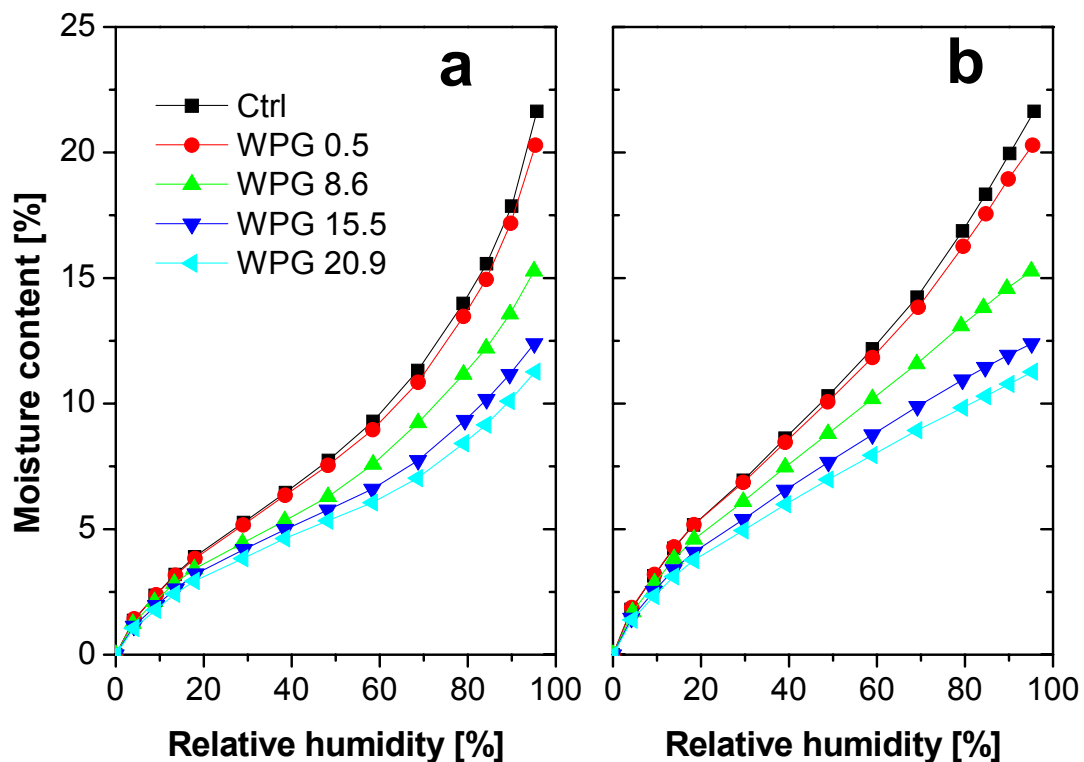 25
20
15
10
5
0
Moisture content [%]
a
b
Ctrl
WPG 0.5
WPG 8.6
WPG 15.5
WPG 20.9
0 20 40 60 80 100
0 20 40 60 80 100
Relative humidity [%]
Relative humidity [%]